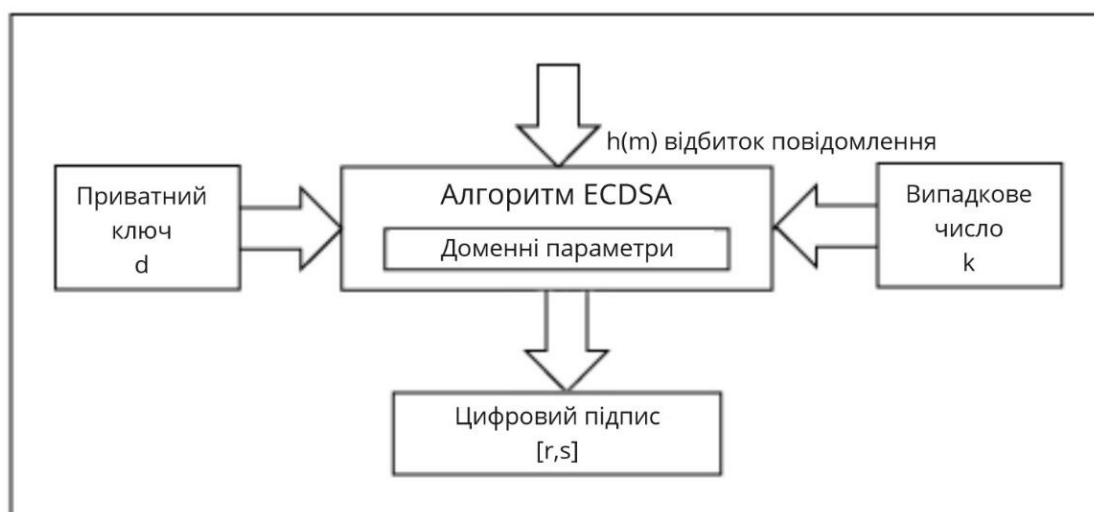 h(m) відбиток повідомлення
Приватний
ключ
d
Алгоритм ECDSA
Доменні параметри
Випадкове
число
k
Цифровий підпис
[r,s]